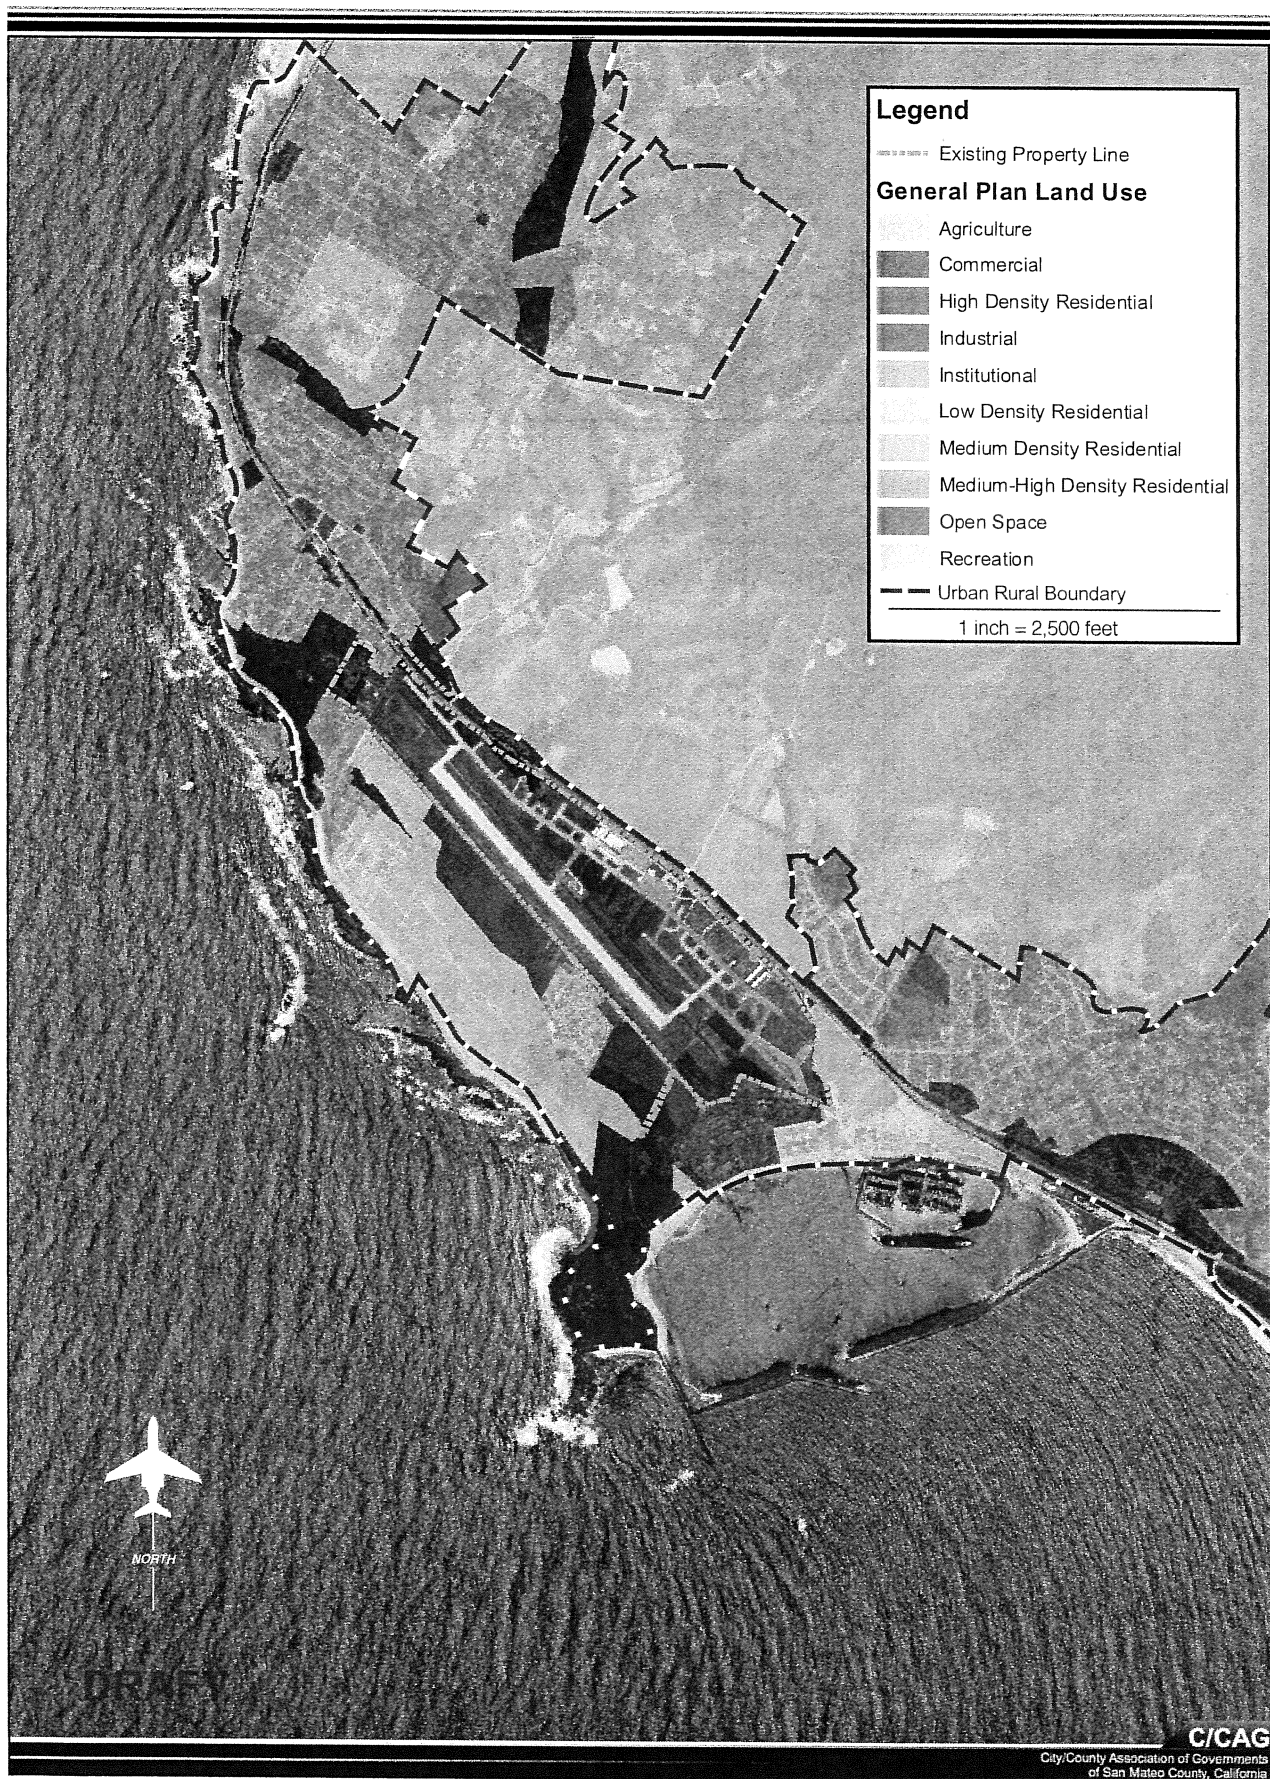 Legend
Existing Property Line
General Plan Land Use
Agriculture
Commercial
High Density Residential
Industrial
Institutional
Low Density Residential
Medium Density Residential
Medium-High Density Residential
Open Space
Recreation
Urban Rural Boundary
1 inch = 2,500 feet
NORTH
DRAFT
C/CAG
City/County Association of Governments
of San Mateo County, California